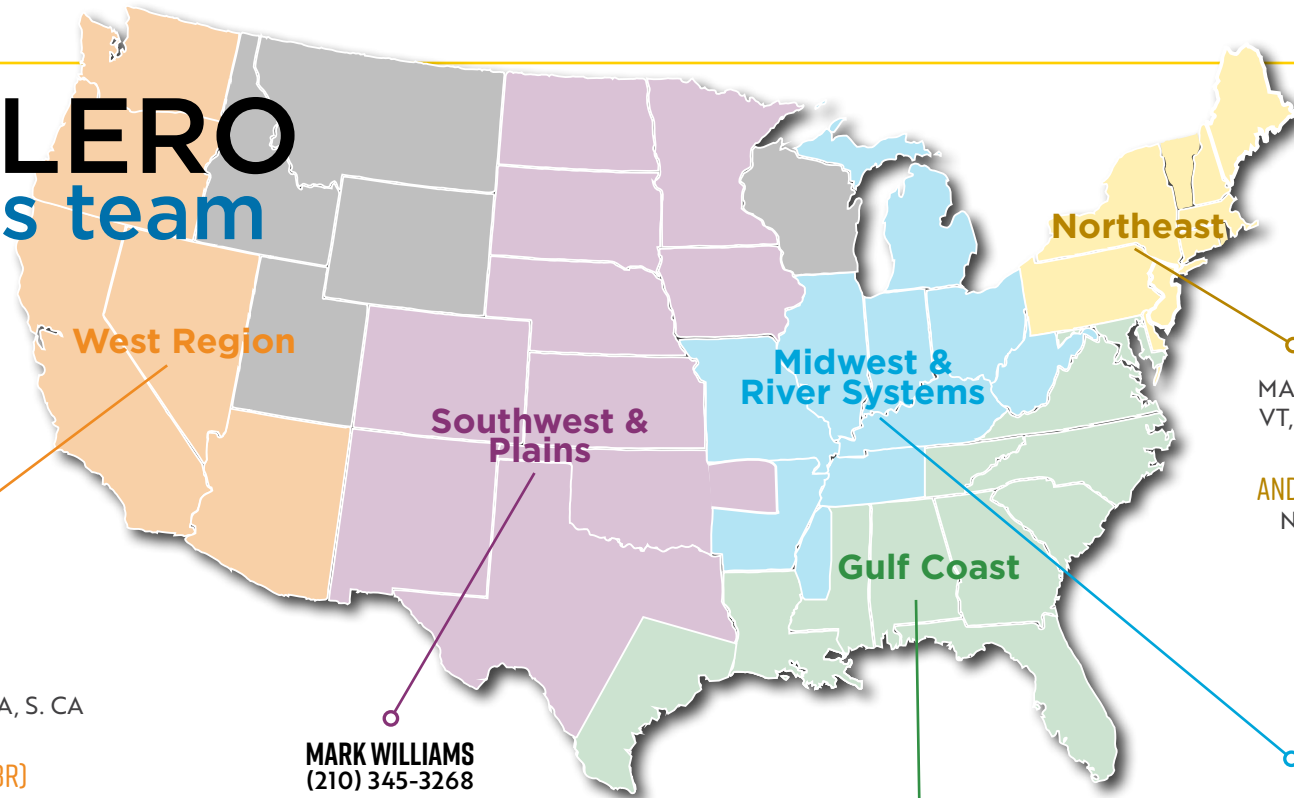 LERO
s team
Northeast
West Region
Midwest &
River Systems
Southwest &
Plains
Gulf Coast
MA
VT,
AND
N
A, S. CA
BR)
MARK WILLIAMS
(210) 345-3268